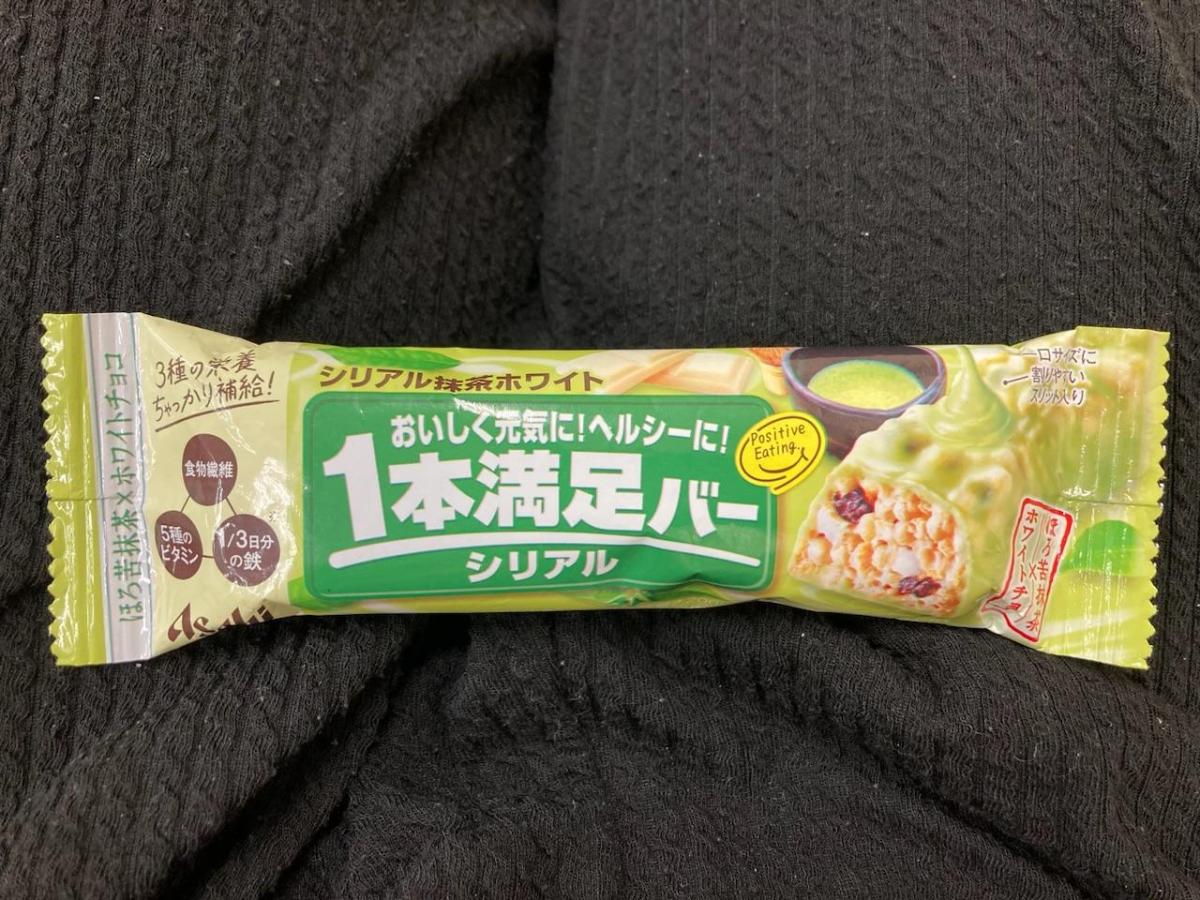 ほろ苦抹茶×ホワイトチョコ
3種の栄養
ちゃっかり補給!
食物繊維
5種の
ビタミン
1/3日分
の鉄
Asahi
シリアル抹茶ホワイト
おいしく元気に!ヘルシーに!
1本満足バー
シリアル
Positive
Eating
一口サイズに
割りやすい
スリット入り
ほろ苦抹茶
×
ホワイトチョコ